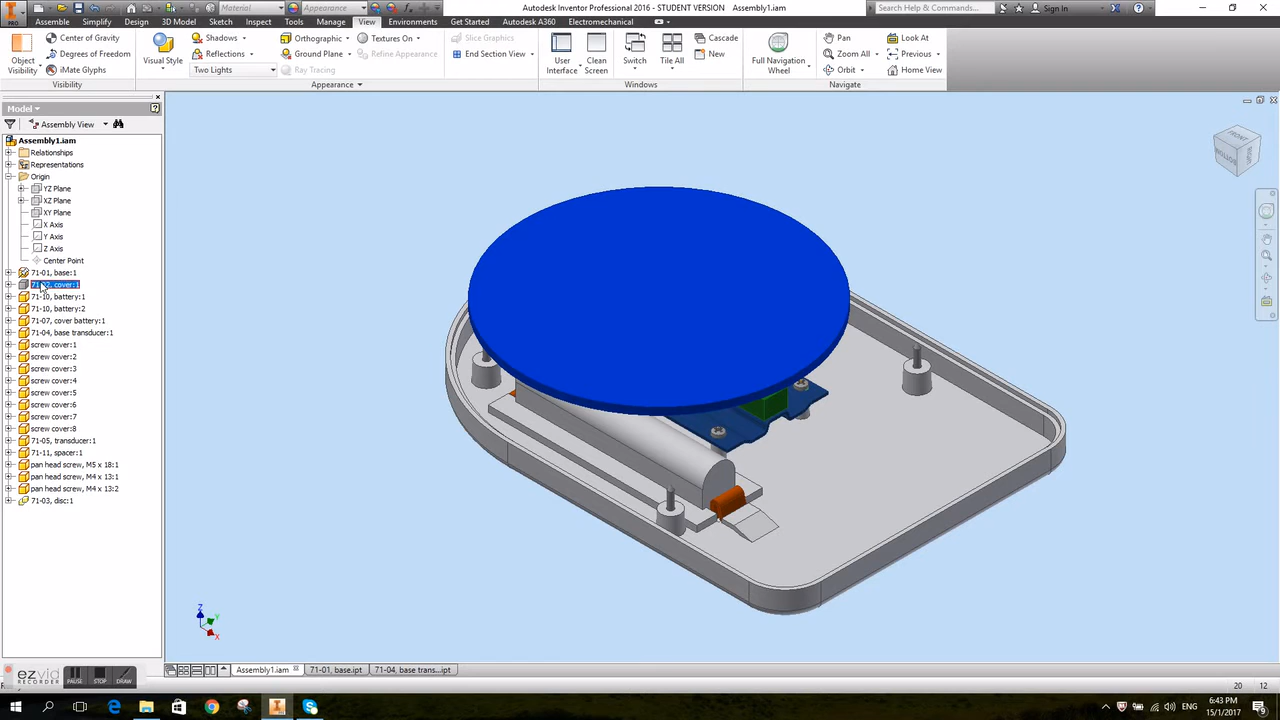 Material
Appearance
Autodesk Inventor Professional 2016 - STUDENT VERSION Assembly1.iam
Search Help & Commands...
Sign In
PRO
Assemble Simplify Design 3D Model Sketch Inspect Tools Manage View Environments Get Started Autodesk A360 Electromechanical
Object Visibility
Center of Gravity
Degrees of Freedom
iMate Glyphs
Visibility
Visual Style
Shadows
Reflections
Two Lights
Orthographic
Ground Plane
Ray Tracing
Textures On
Refine Appearance
Appearance
Slice Graphics
End Section View
User Interface
Clean Screen
Switch
Tile All
Cascade
New
Windows
Full Navigation Wheel
Pan
Zoom All
Orbit
Look At
Previous
Home View
Navigate
Model
Assembly View
Assembly1.iam
Relationships
Representations
Origin
YZ Plane
XZ Plane
XY Plane
X Axis
Y Axis
Z Axis
Center Point
71-01, base:1
71-02, cover:1
71-10, battery:1
71-10, battery:2
71-07, cover battery:1
71-04, base transducer:1
screw cover:1
screw cover:2
screw cover:3
screw cover:4
screw cover:5
screw cover:6
screw cover:7
screw cover:8
71-05, transducer:1
71-11, spacer:1
pan head screw, M5 x 18:1
pan head screw, M4 x 13:1
pan head screw, M4 x 13:2
71-03, disc:1
FRONT
BOTTOM
Z
Y
X
ezvid
RECORDER
PAUSE STOP DRAW
Assembly1.iam 71-01, base.ipt 71-04, base trans...ipt
20 12
6:43 PM
15/1/2017